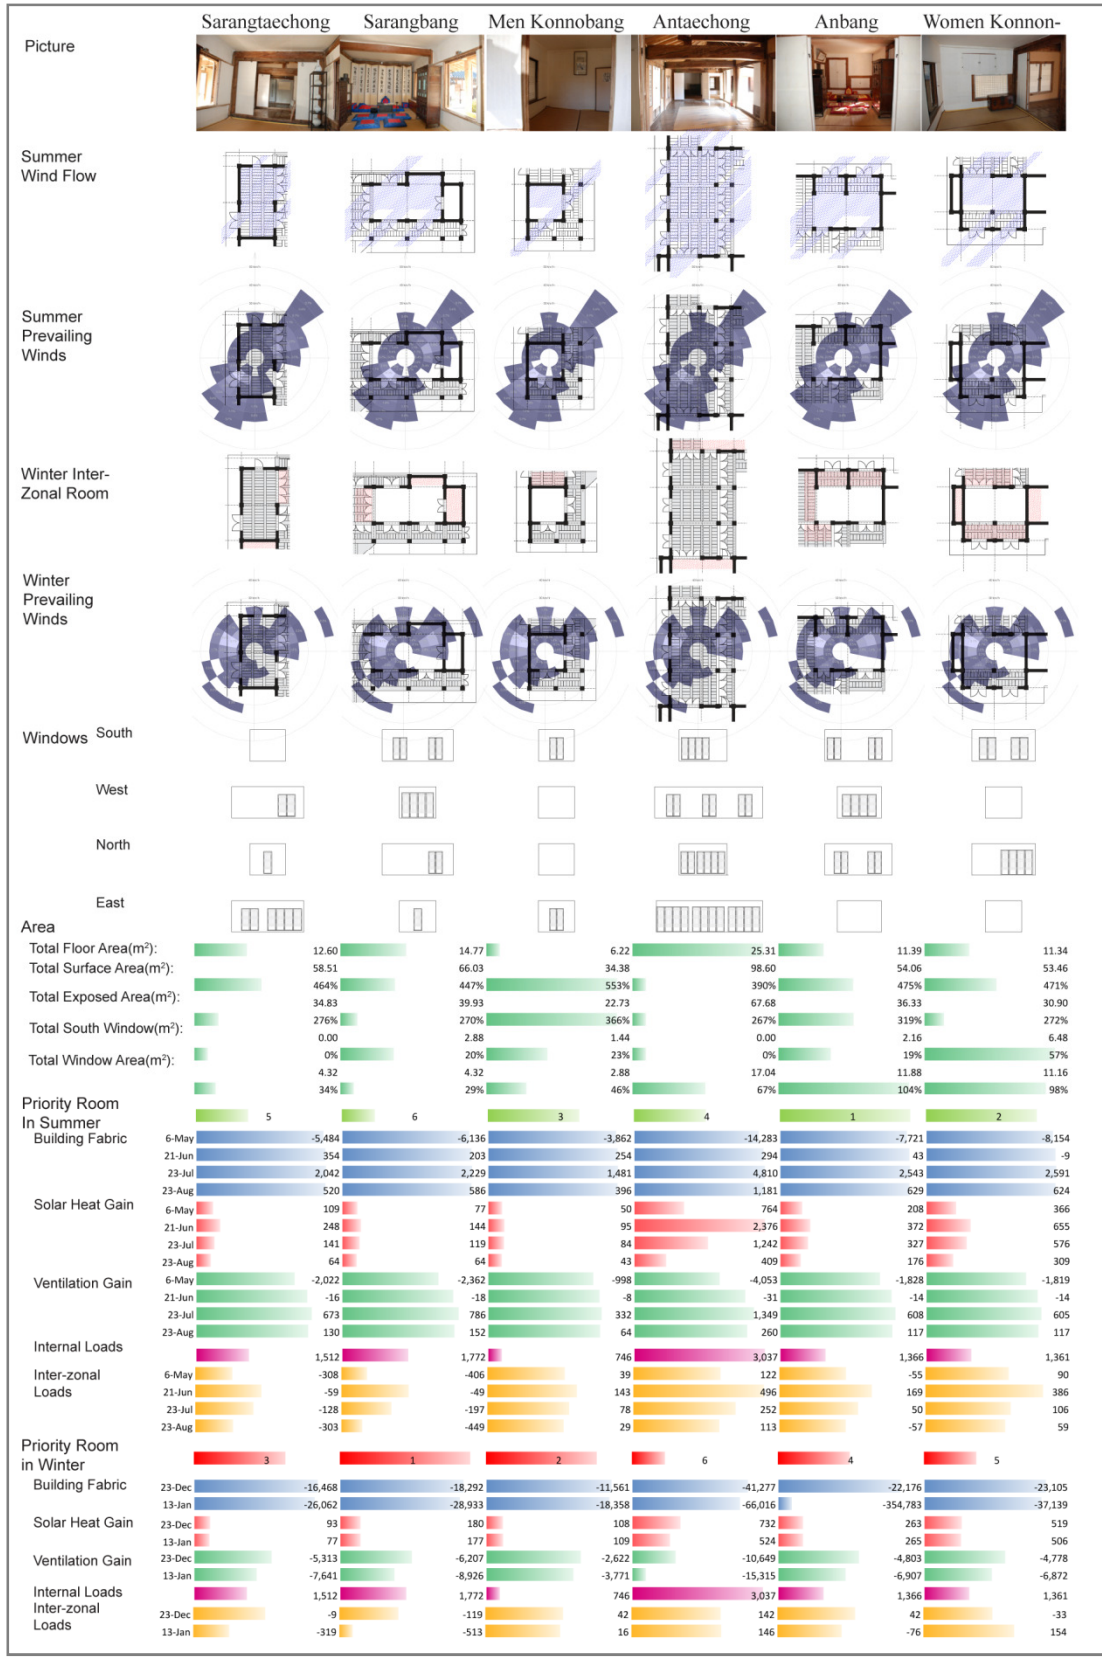 Sarangtaechong Sarangbang Men Konnobang Antaechong Anbang Women Konnon-
Picture
Summer
Wind Flow
Summer
Prevailing
Winds
Winter Inter-
Zonal Room
Winter
Prevailing
Winds
Windows South
West
North
East
Area
Total Floor Area(m²): 12.60 14.77 6.22 25.31 11.39 11.34
Total Surface Area(m²): 58.51 66.03 34.38 98.60 54.06 53.46
464% 447% 553% 390% 475% 471%
Total Exposed Area(m²): 34.83 39.93 22.73 67.68 36.33 30.90
276% 270% 366% 267% 319% 272%
Total South Window(m²): 0.00 2.88 1.44 0.00 2.16 6.48
0% 20% 23% 0% 19% 57%
Total Window Area(m²): 4.32 4.32 2.88 17.04 11.88 11.16
34% 29% 46% 67% 104% 98%
Priority Room
In Summer 5 6 3 4 1 2
Building Fabric 6-May -5,484 -6,136 -3,862 -14,283 -7,721 -8,154
21-Jun 354 203 254 294 43 -9
23-Jul 2,042 2,229 1,481 4,810 2,543 2,591
23-Aug 520 586 396 1,181 629 624
Solar Heat Gain 6-May 109 77 50 764 208 366
21-Jun 248 144 95 2,376 372 655
23-Jul 141 119 84 1,242 327 576
23-Aug 64 64 43 409 176 309
Ventilation Gain 6-May -2,022 -2,362 -998 -4,053 -1,828 -1,819
21-Jun -16 -18 -8 -31 -14 -14
23-Jul 673 786 332 1,349 608 605
23-Aug 130 152 64 260 117 117
Internal Loads 1,512 1,772 746 3,037 1,366 1,361
Inter-zonal
Loads 6-May -308 -406 39 122 -55 90
21-Jun -59 -49 143 496 169 386
23-Jul -128 -197 78 252 50 106
23-Aug -303 -449 29 113 -57 59
Priority Room
in Winter 3 1 2 6 4 5
Building Fabric 23-Dec -16,468 -18,292 -11,561 -41,277 -22,176 -23,105
13-Jan -26,062 -28,933 -18,358 -66,016 -354,783 -37,139
Solar Heat Gain 23-Dec 93 180 108 732 263 519
13-Jan 77 177 109 524 265 506
Ventilation Gain 23-Dec -5,313 -6,207 -2,622 -10,649 -4,803 -4,778
13-Jan -7,641 -8,926 -3,771 -15,315 -6,907 -6,872
Internal Loads 1,512 1,772 746 3,037 1,366 1,361
Inter-zonal
Loads 23-Dec -9 -119 42 142 42 -33
13-Jan -319 -513 16 146 -76 154